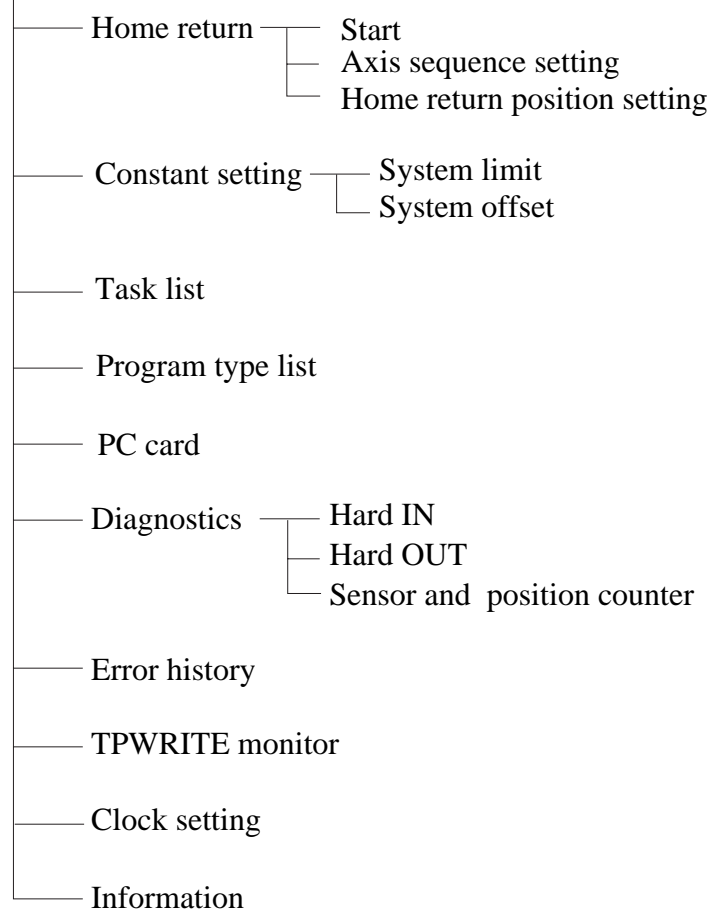 Home return
Start
Axis sequence setting
Home return position setting
Constant setting
System limit
System offset
Task list
Program type list
PC card
Diagnostics
Hard IN
Hard OUT
Sensor and position counter
Error history
TPWRITE monitor
Clock setting
Information